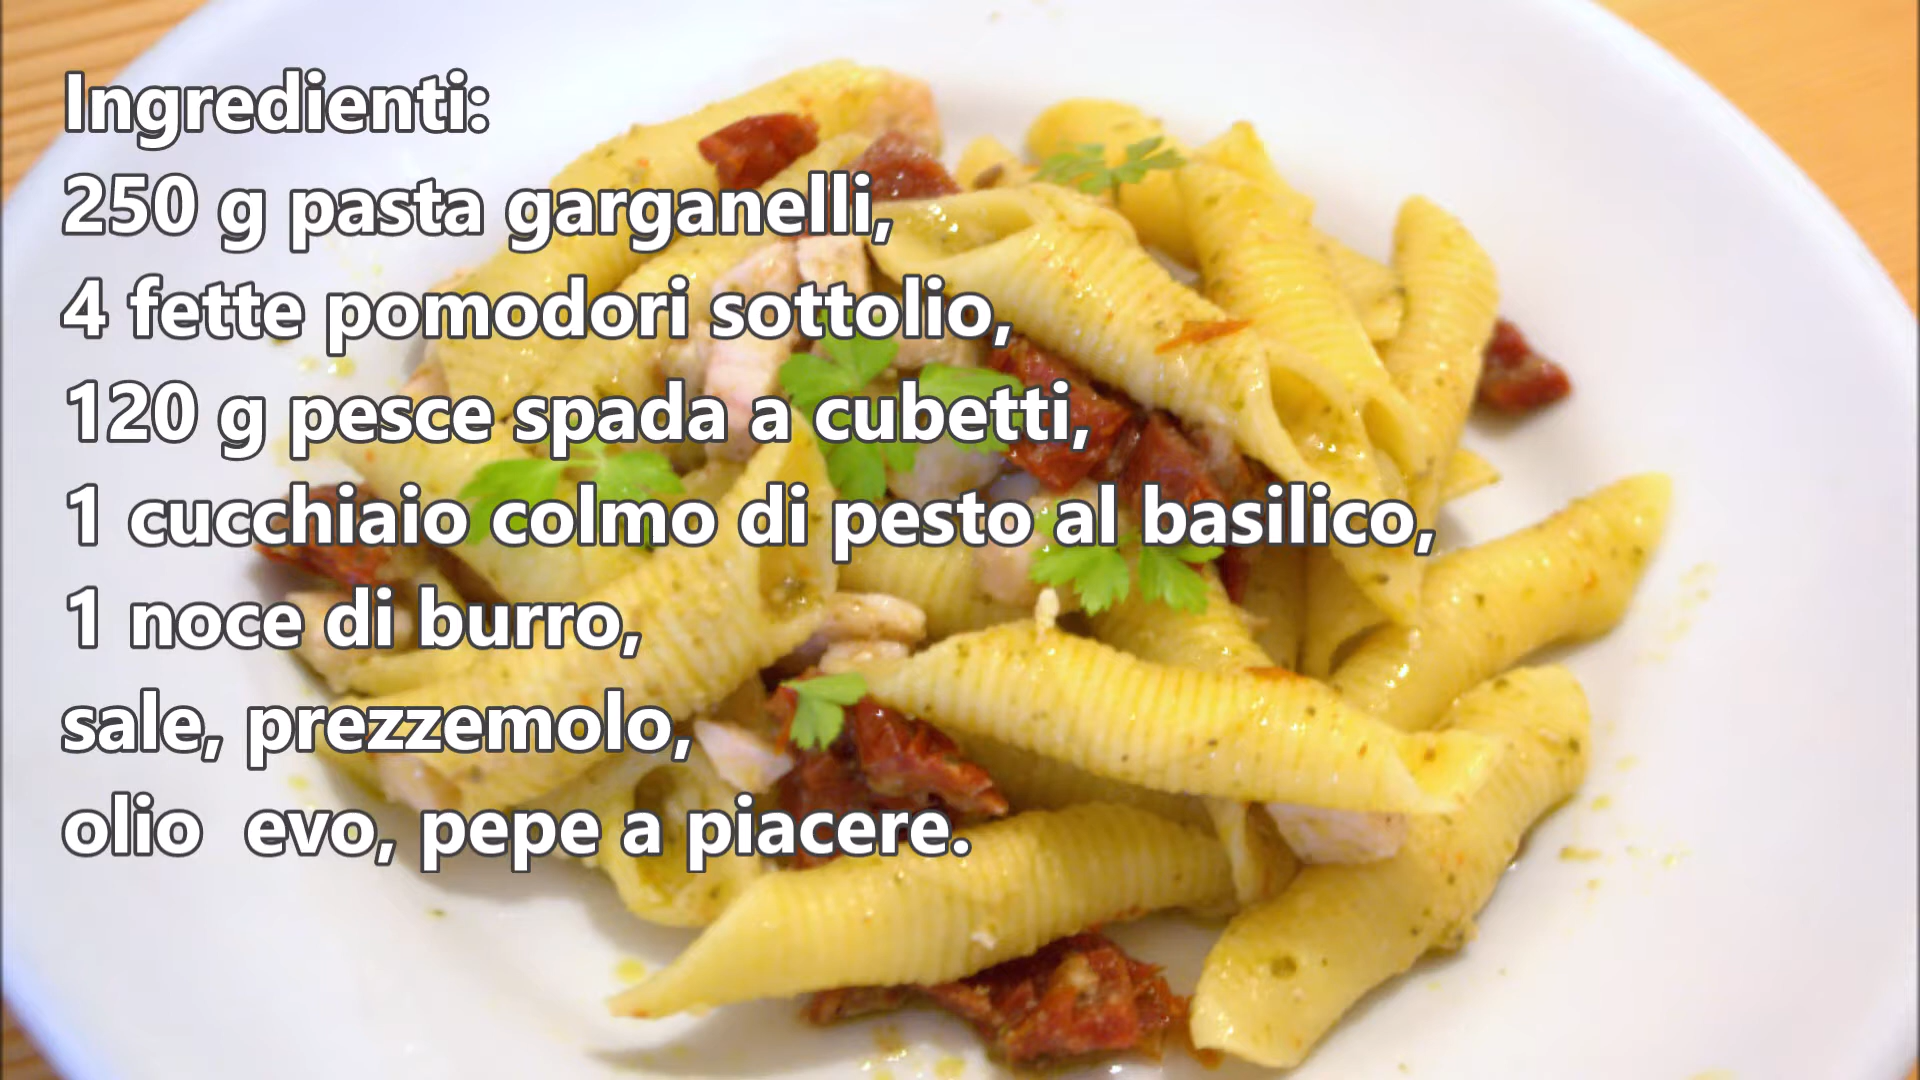 Ingredienti:
250 g pasta garganelli,
4 fette pomodori sottolio,
120 g pesce spada a cubetti,
1 cucchiaio colmo di pesto al basilico,
1 noce di burro,
sale, prezzemolo,
olio  evo, pepe a piacere.